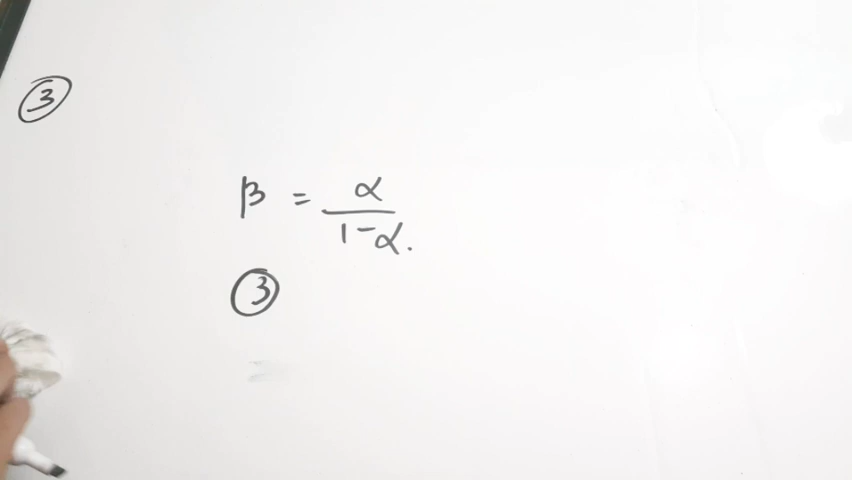 ③
β = α / 1-α.
③